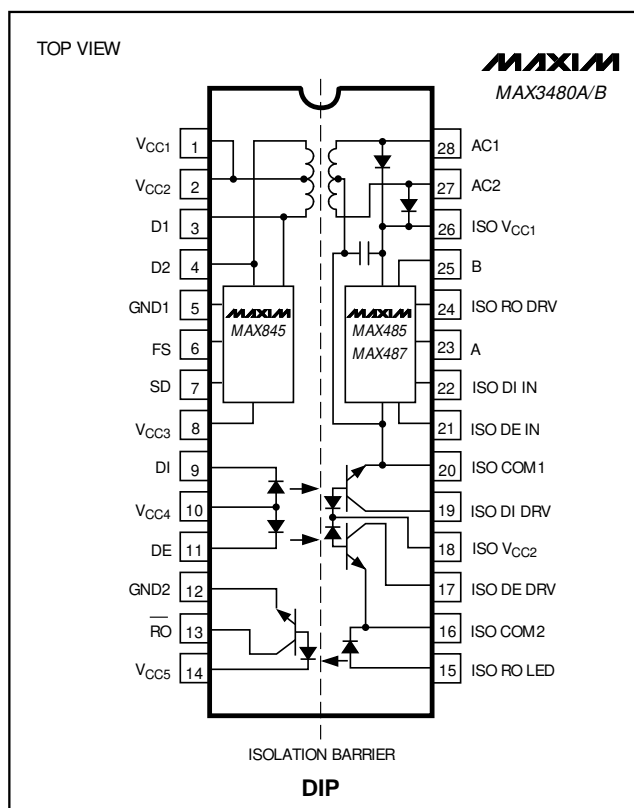 TOP VIEW
MAXIM
MAX3480A/B
VCC1 1
VCC2 2
D1 3
D2 4
GND1 5
FS 6
SD 7
VCC3 8
DI 9
VCC4 10
DE 11
GND2 12
R̅O̅ 13
VCC5 14
28 AC1
27 AC2
26 ISO VCC1
25 B
24 ISO RO DRV
23 A
22 ISO DI IN
21 ISO DE IN
20 ISO COM1
19 ISO DI DRV
18 ISO VCC2
17 ISO DE DRV
16 ISO COM2
15 ISO RO LED
MAXIM
MAX845
MAXIM
MAX485
MAX487
ISOLATION BARRIER
DIP